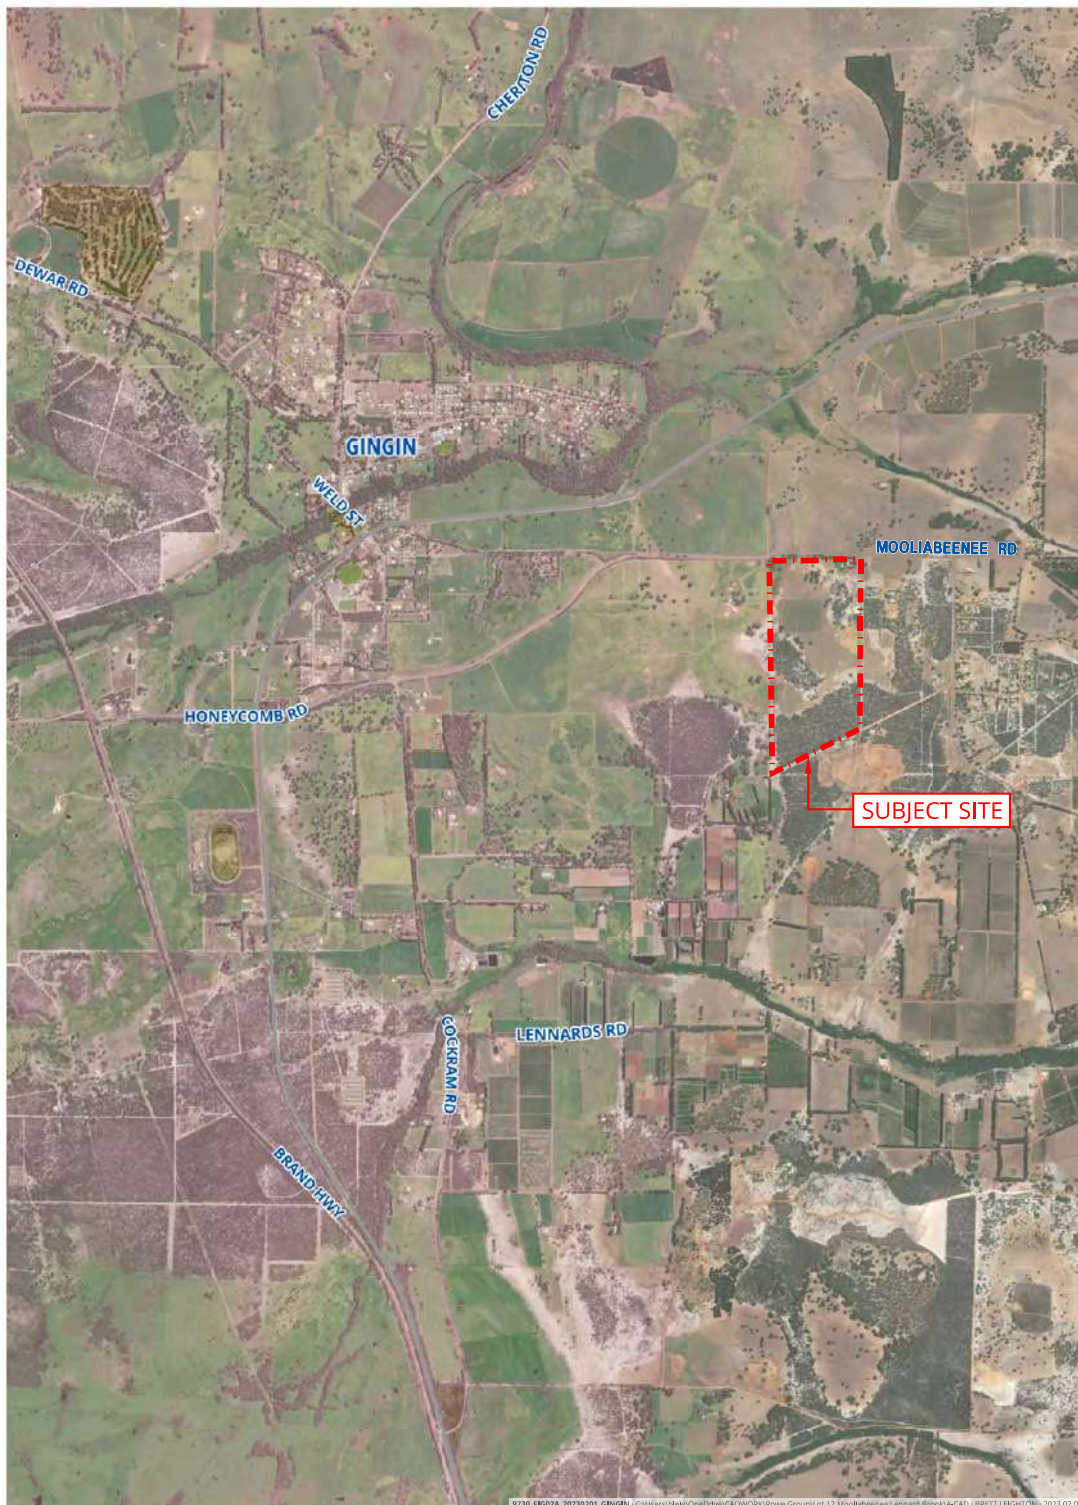 CHERITON RD
DEWAR RD
GINGIN
WELD ST
MOOLIABEENEE RD
HONEYCOMB RD
SUBJECT SITE
LENNARDS RD
COCKRAM RD
BRAND HWY
9730_FIG02A_20230201_GINGIN